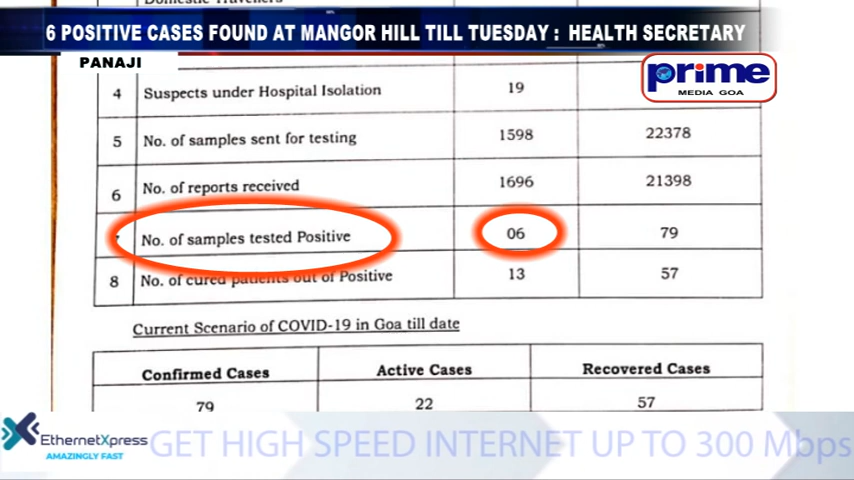 Domestic Travellers
6 POSITIVE CASES FOUND AT MANGOR HILL TILL TUESDAY : HEALTH SECRETARY
PANAJI
prime
MEDIA GOA
4 Suspects under Hospital Isolation 19
5 No. of samples sent for testing 1598 22378
6 No. of reports received 1696 21398
7 No. of samples tested Positive 06 79
8 No. of cured patients out of Positive 13 57
Current Scenario of COVID-19 in Goa till date
Confirmed Cases Active Cases Recovered Cases
79 22 57
EthernetXpress
AMAZINGLY FAST
GET HIGH SPEED INTERNET UP TO 300 Mbps